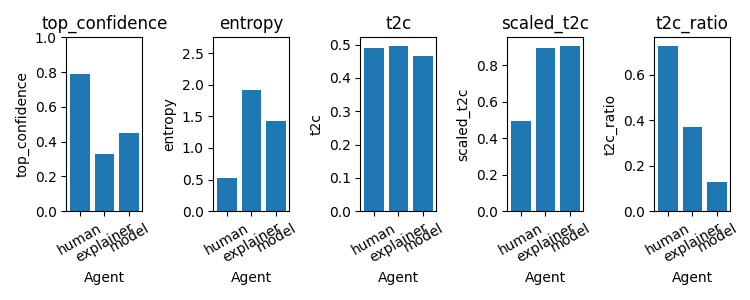 top_confidence
top_confidence
1.0
0.8
0.6
0.4
0.2
0.0
human
explainer
model
Agent
entropy
entropy
2.5
2.0
1.5
1.0
0.5
0.0
human
explainer
model
Agent
t2c
t2c
0.5
0.4
0.3
0.2
0.1
0.0
human
explainer
model
Agent
scaled_t2c
scaled_t2c
0.8
0.6
0.4
0.2
0.0
human
explainer
model
Agent
t2c_ratio
t2c_ratio
0.6
0.4
0.2
0.0
human
explainer
model
Agent